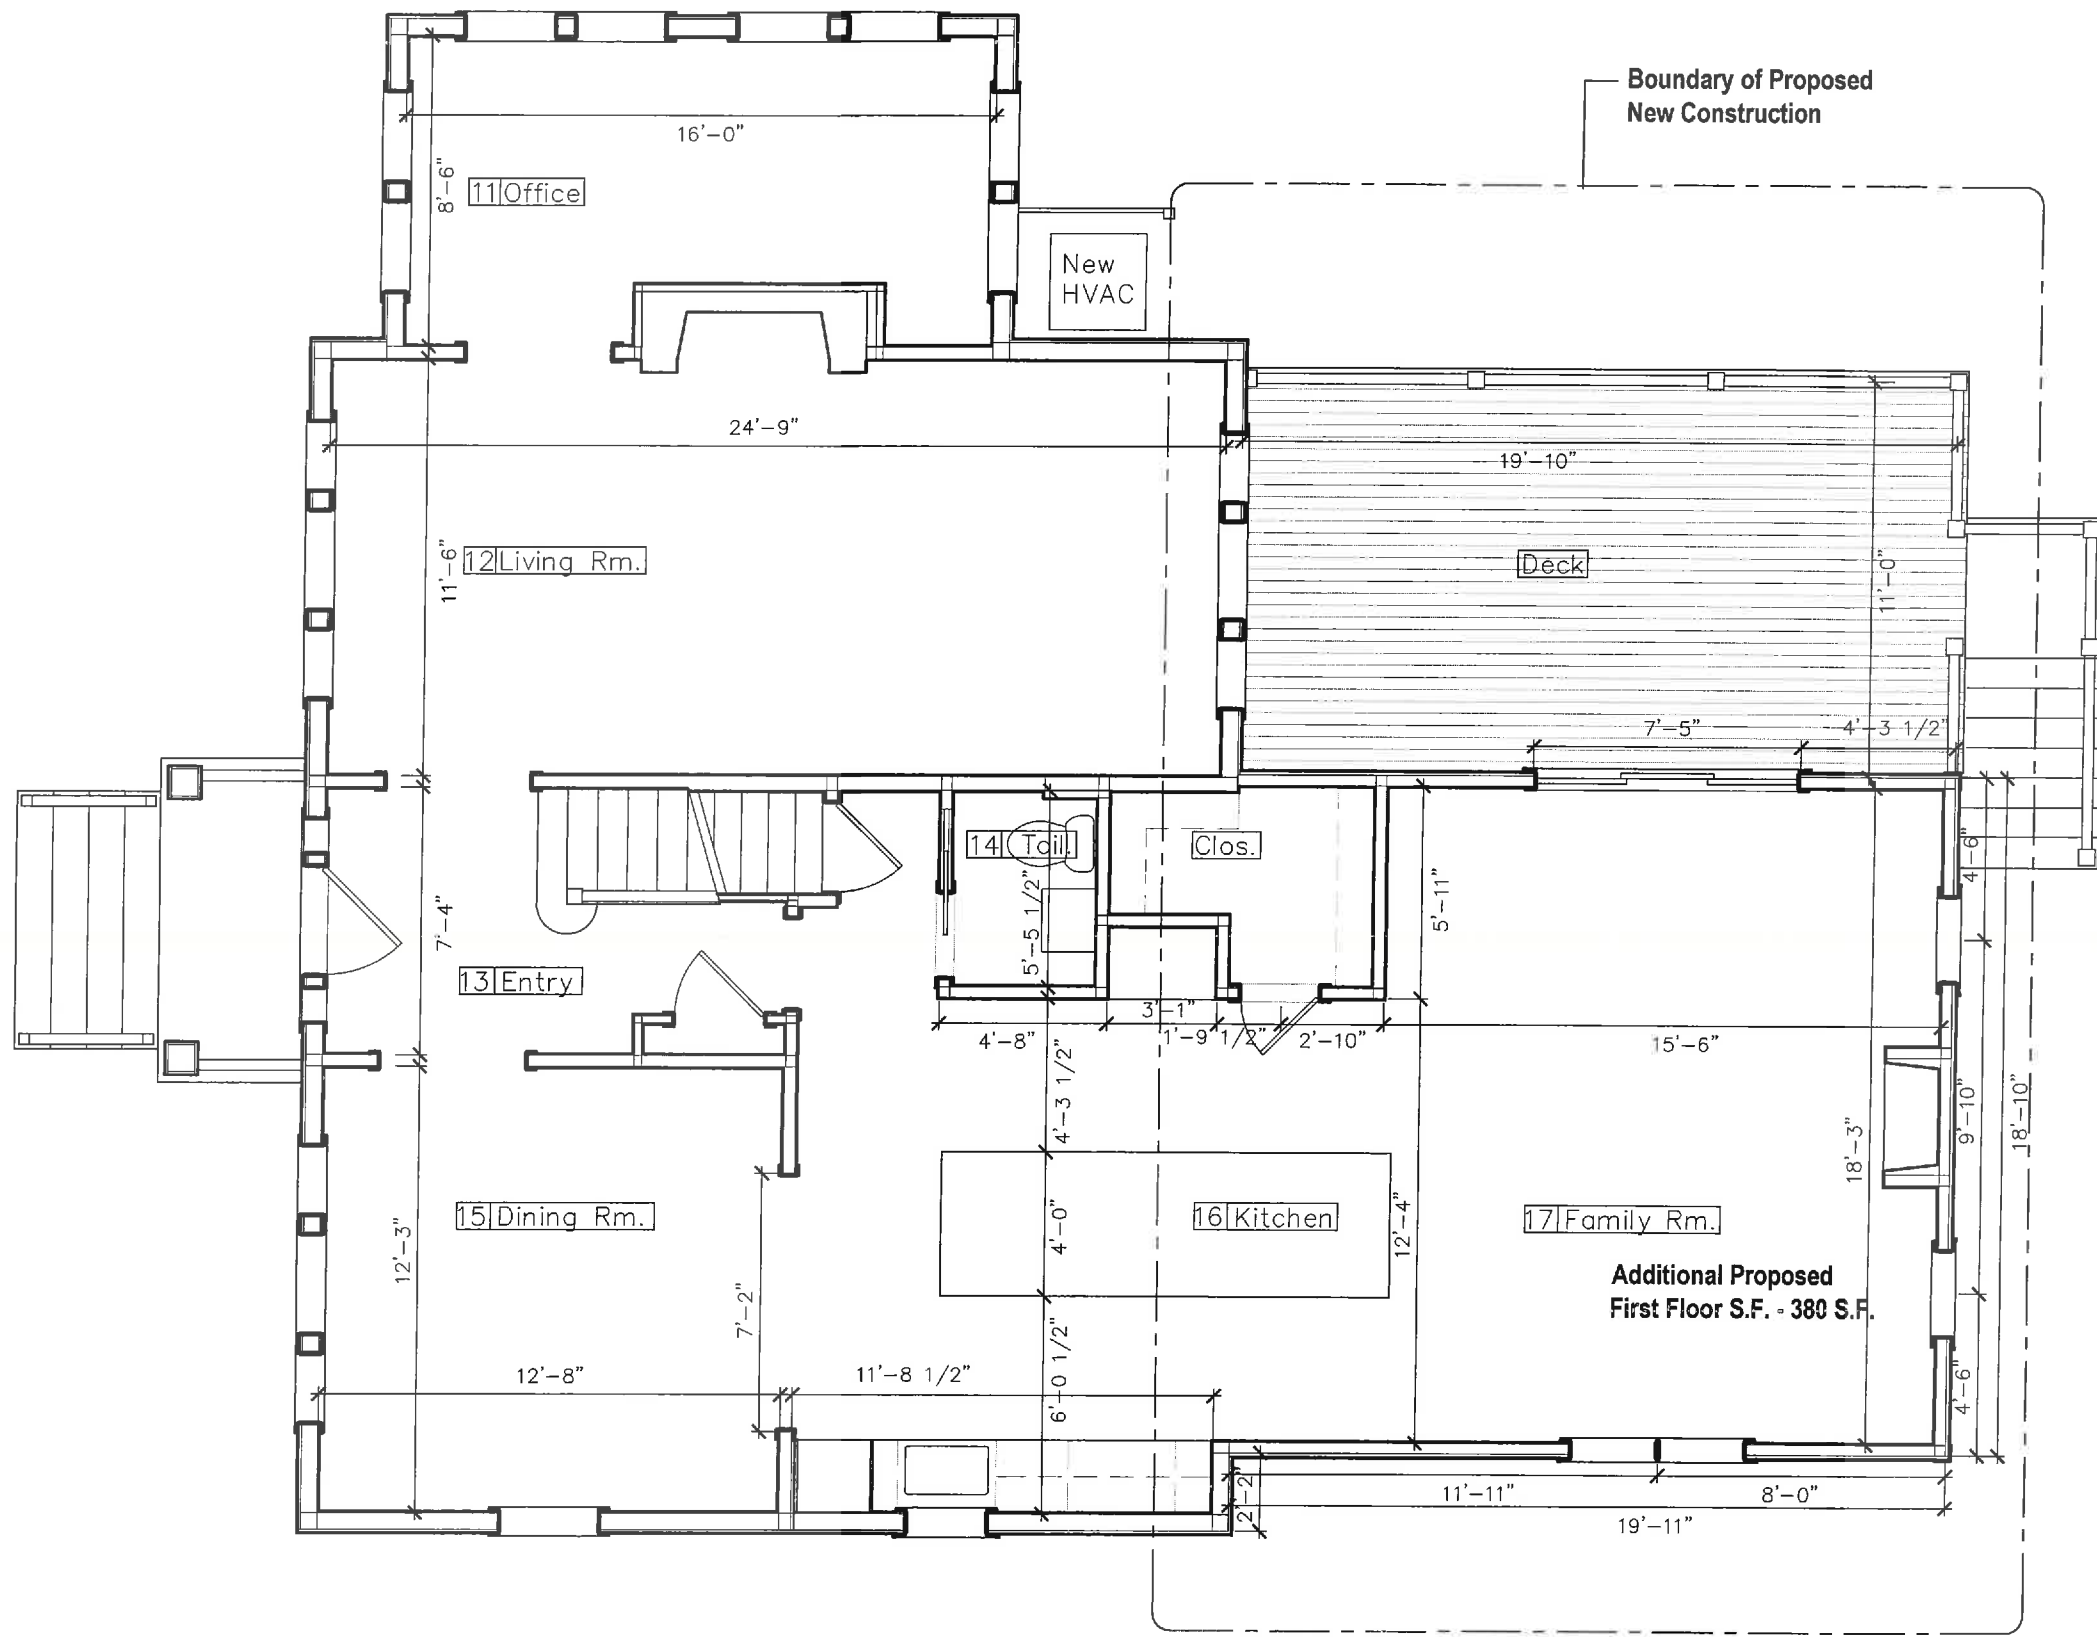 Boundary of Proposed
New Construction
16'-0"
8'-6"
11 Office
New
HVAC
24'-9"
19'-10"
11'-6"
12 Living Rm.
Deck
11'-0"
7'-5"
4'-3 1/2"
14 Toil.
Clos.
4'-6"
5'-5 1/2"
5'-11"
7'-4"
13 Entry
3'-1"
4'-8"
1'-9 1/2"
2'-10"
15'-6"
4'-3 1/2"
9'-10"
18'-10"
18'-3"
15 Dining Rm.
12'-3"
4'-0"
16 Kitchen
12'-4"
17 Family Rm.
Additional Proposed
First Floor S.F. - 380 S.F.
7'-2"
12'-8"
11'-8 1/2"
6'-0 1/2"
4'-6"
2'-2"
11'-11"
8'-0"
19'-11"